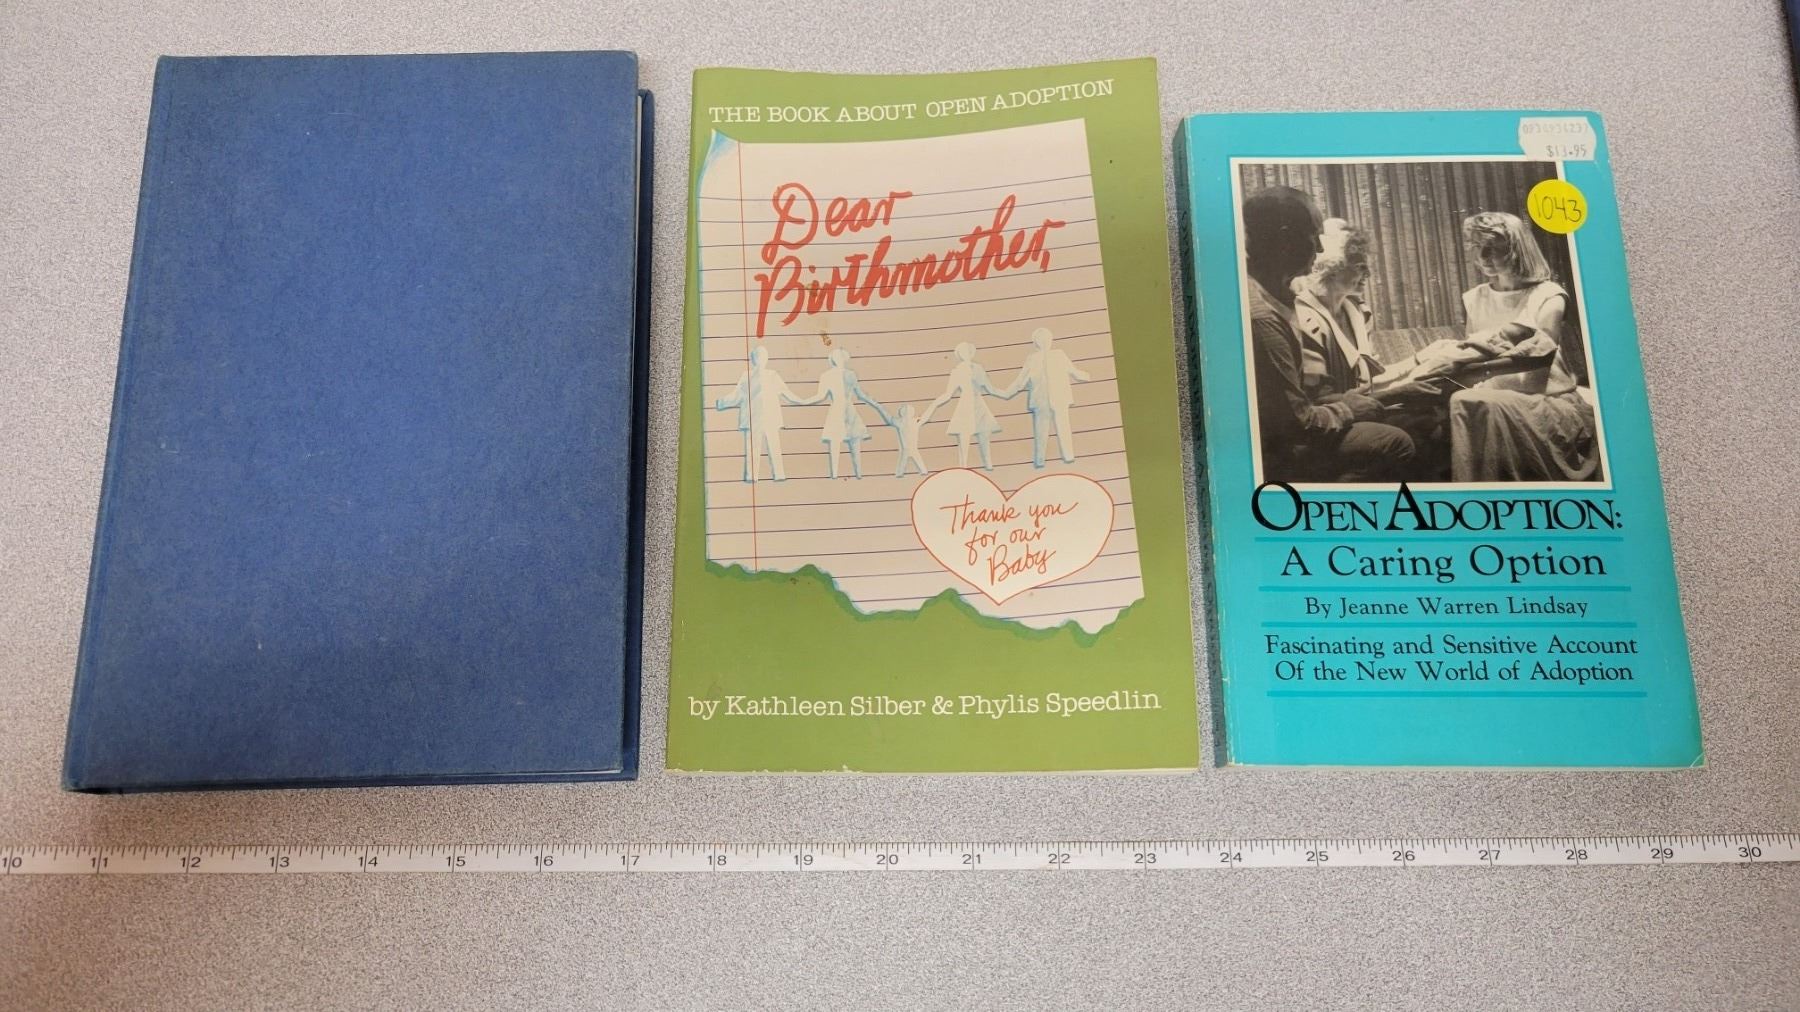 THE BOOK ABOUT OPEN ADOPTION
Dear
Birthmother,
Thank you
for our
Baby
by Kathleen Silber & Phylis Speedlin
$13.95
1043
OPEN ADOPTION:
A Caring Option
By Jeanne Warren Lindsay
Fascinating and Sensitive Account
Of the New World of Adoption
10 11 12 13 14 15 16 17 18 19 20 21 22 23 24 25 26 27 28 29 30